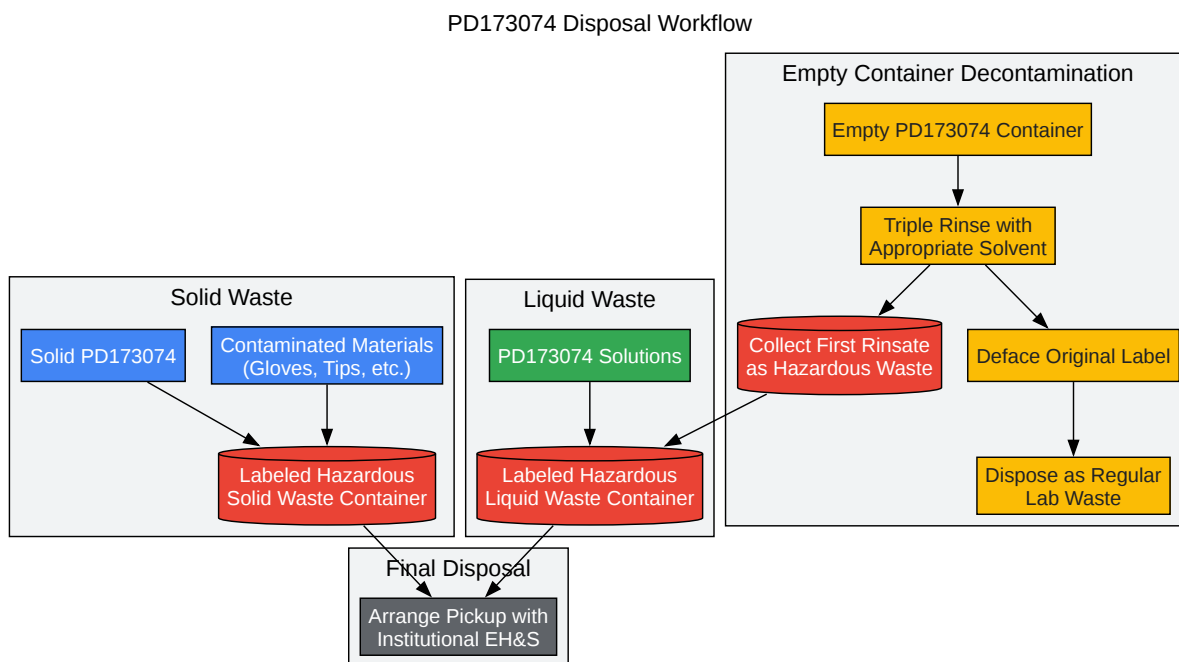 PD173074 Disposal Workflow
Empty Container Decontamination
Empty PD173074 Container
Triple Rinse with
Appropriate Solvent
Collect First Rinsate
as Hazardous Waste
Deface Original Label
Dispose as Regular
Lab Waste
Solid Waste
Solid PD173074
Contaminated Materials
(Gloves, Tips, etc.)
Labeled Hazardous
Solid Waste Container
Liquid Waste
PD173074 Solutions
Labeled Hazardous
Liquid Waste Container
Final Disposal
Arrange Pickup with
Institutional EH&S